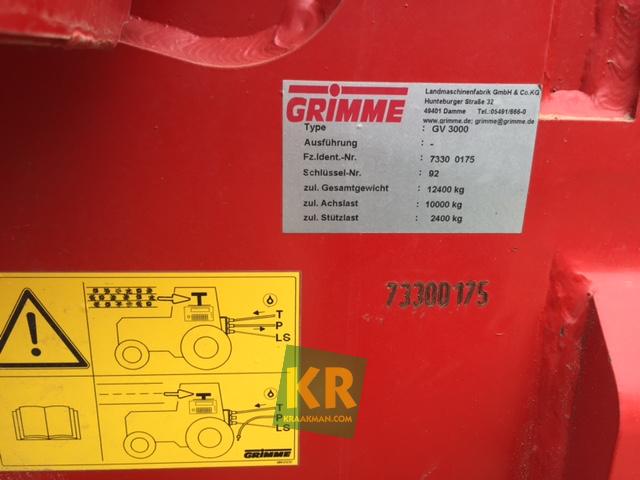 GRIMME
Landmaschinenfabrik GmbH & Co.KG
Hunteburger Straße 32
49401 Damme Tel.:05491/666-0
www.grimme.de; grimme@grimme.de
Type : GV 3000
Ausführung : -
Fz.Ident.-Nr. : 7330 0175
Schlüssel-Nr. : 92
zul. Gesamtgewicht : 12400 kg
zul. Achslast : 10000 kg
zul. Stützlast : 2400 kg
73300175
T
P
LS
T
P
LS
GRIMME
KR
KRAAKMAN.COM